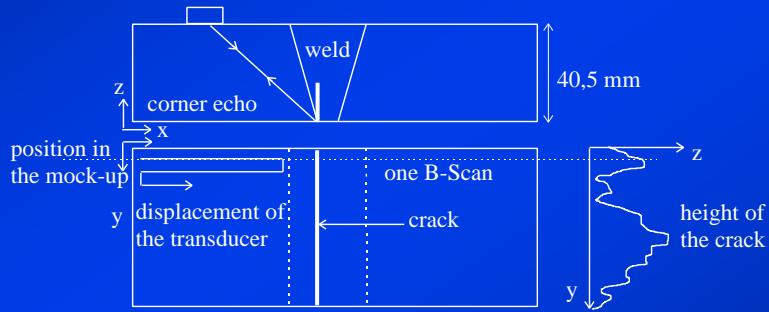 weld
40,5 mm
z
corner echo
x
position in
the mock-up
z
one B-Scan
y
displacement of
the transducer
crack
height of
the crack
y